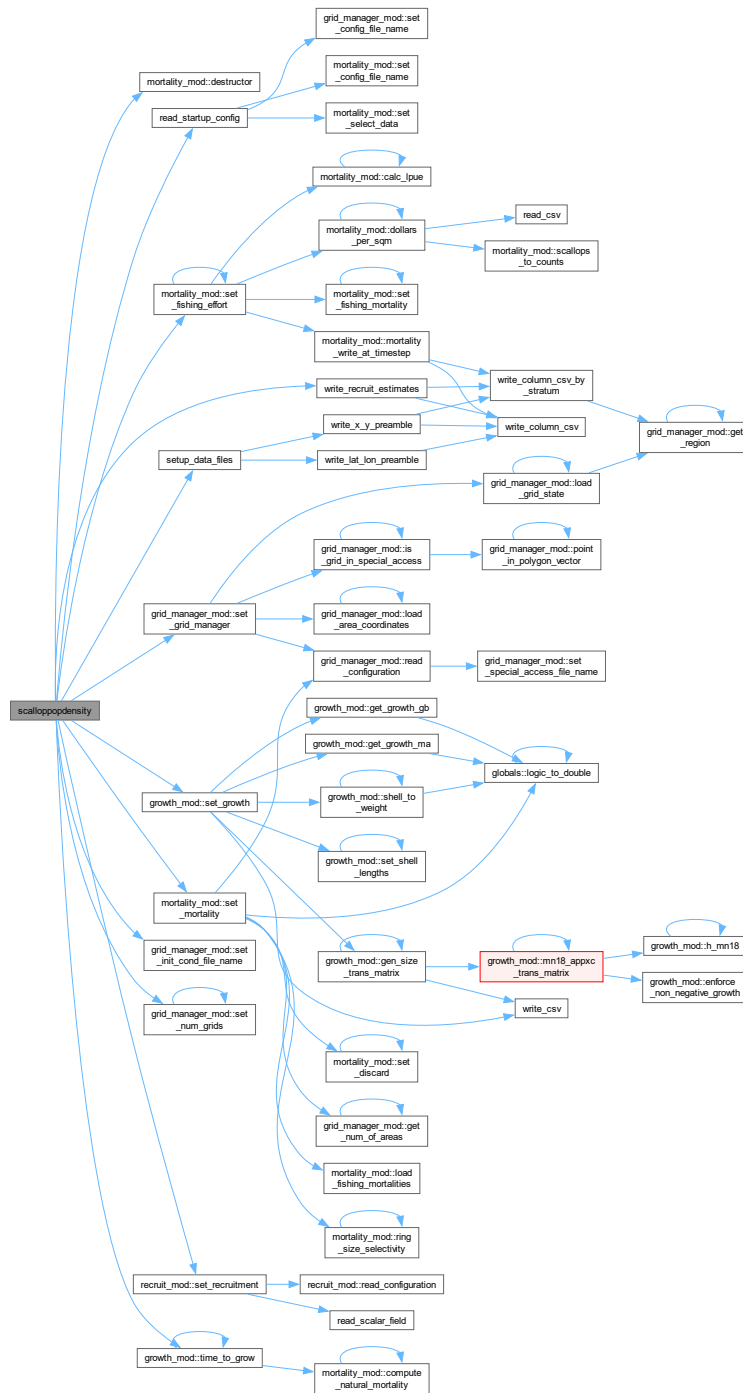 grid_manager_mod::set
_config_file_name
mortality_mod::set
_config_file_name
mortality_mod::destructor
read_startup_config
mortality_mod::set
_select_data
mortality_mod::calc_lpue
mortality_mod::dollars
_per_sqm
read_csv
mortality_mod::scallops
_to_counts
mortality_mod::set
_fishing_effort
mortality_mod::set
_fishing_mortality
mortality_mod::mortality
_write_at_timestep
write_recruit_estimates
write_column_csv_by
_stratum
write_x_y_preamble
write_column_csv
grid_manager_mod::get
_region
setup_data_files
write_lat_lon_preamble
grid_manager_mod::load
_grid_state
grid_manager_mod::is
_grid_in_special_access
grid_manager_mod::point
_in_polygon_vector
grid_manager_mod::set
_grid_manager
grid_manager_mod::load
_area_coordinates
grid_manager_mod::read
_configuration
grid_manager_mod::set
_special_access_file_name
scalloppopdensity
growth_mod::get_growth_gb
growth_mod::get_growth_ma
globals::logic_to_double
growth_mod::set_growth
growth_mod::shell_to
_weight
growth_mod::set_shell
_lengths
mortality_mod::set
_mortality
grid_manager_mod::set
_init_cond_file_name
growth_mod::gen_size
_trans_matrix
growth_mod::mn18_appxc
_trans_matrix
growth_mod::h_mn18
growth_mod::enforce
_non_negative_growth
grid_manager_mod::set
_num_grids
write_csv
mortality_mod::set
_discard
grid_manager_mod::get
_num_of_areas
mortality_mod::load
_fishing_mortalities
mortality_mod::ring
_size_selectivity
recruit_mod::set_recruitment
recruit_mod::read_configuration
read_scalar_field
growth_mod::time_to_grow
mortality_mod::compute
_natural_mortality